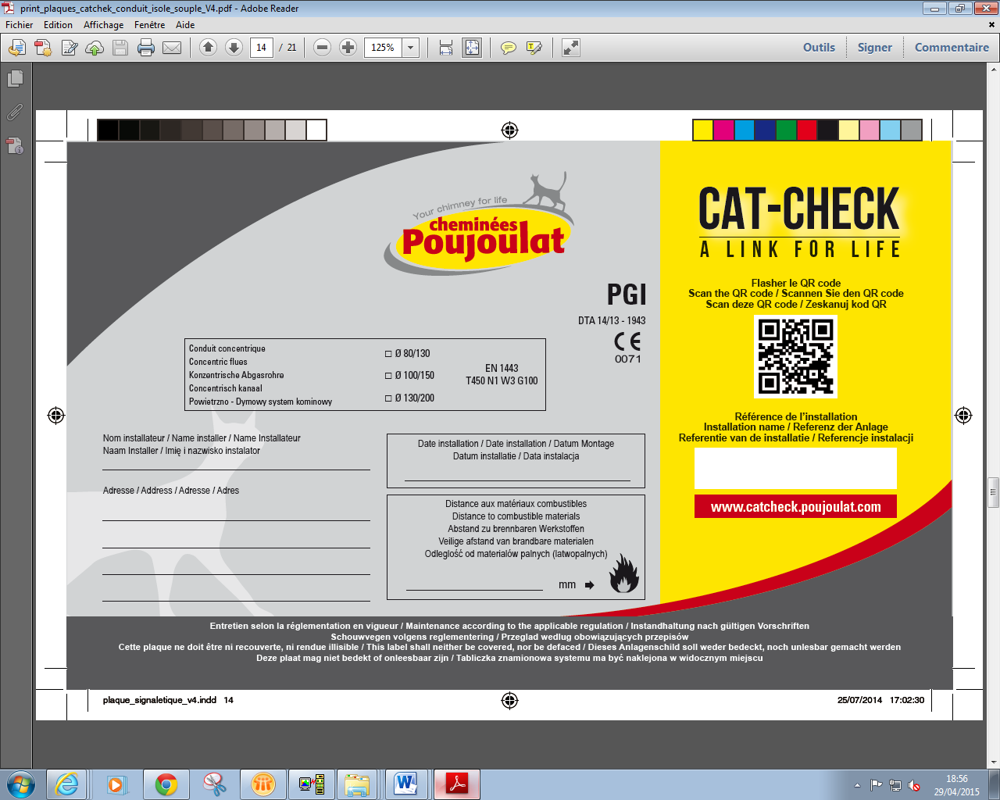 print_plaques_catchek_conduit_isole_souple_V4.pdf - Adobe Reader
Fichier Edition Affichage Fenêtre Aide
14 / 21 125% Outils Signer Commentaire
Your chimney for life
cheminées
Poujoulat
PGI
DTA 14/13 - 1943
CE
0071
Conduit concentrique
Concentric flues
Konzentrische Abgasrohre
Concentrisch kanaal
Powietrzno - Dymowy system kominowy
□ Ø 80/130
□ Ø 100/150
□ Ø 130/200
EN 1443
T450 N1 W3 G100
Nom installateur / Name installer / Name Installateur
Naam Installer / Imię i nazwisko instalator
Adresse / Address / Adresse / Adres
Date installation / Date installation / Datum Montage
Datum installatie / Data instalacja
Distance aux matériaux combustibles
Distance to combustible materials
Abstand zu brennbaren Werkstoffen
Veilige afstand van brandbare materialen
Odległość od materialów palnych (latwopalnych)
mm
CAT-CHECK
A LINK FOR LIFE
Flasher le QR code
Scan the QR code / Scannen Sie den QR code
Scan deze QR code / Zeskanuj kod QR
Référence de l'installation
Installation name / Referenz der Anlage
Referentie van de installatie / Referencje instalacji
www.catcheck.poujoulat.com
Entretien selon la réglementation en vigueur / Maintenance according to the applicable regulation / Instandhaltung nach gültigen Vorschriften
Schouwvegen volgens reglementering / Przeglad wedlug obowiązujących przepisów
Cette plaque ne doit être ni recouverte, ni rendue illisible / This label shall neither be covered, nor be defaced / Dieses Anlagenschild soll weder bedeckt, noch unlesbar gemacht werden
Deze plaat mag niet bedekt of onleesbaar zijn / Tabliczka znamionowa systemu ma być naklejona w widocznym miejscu
plaque_signaletique_v4.indd 14
25/07/2014 17:02:30
18:56
29/04/2015